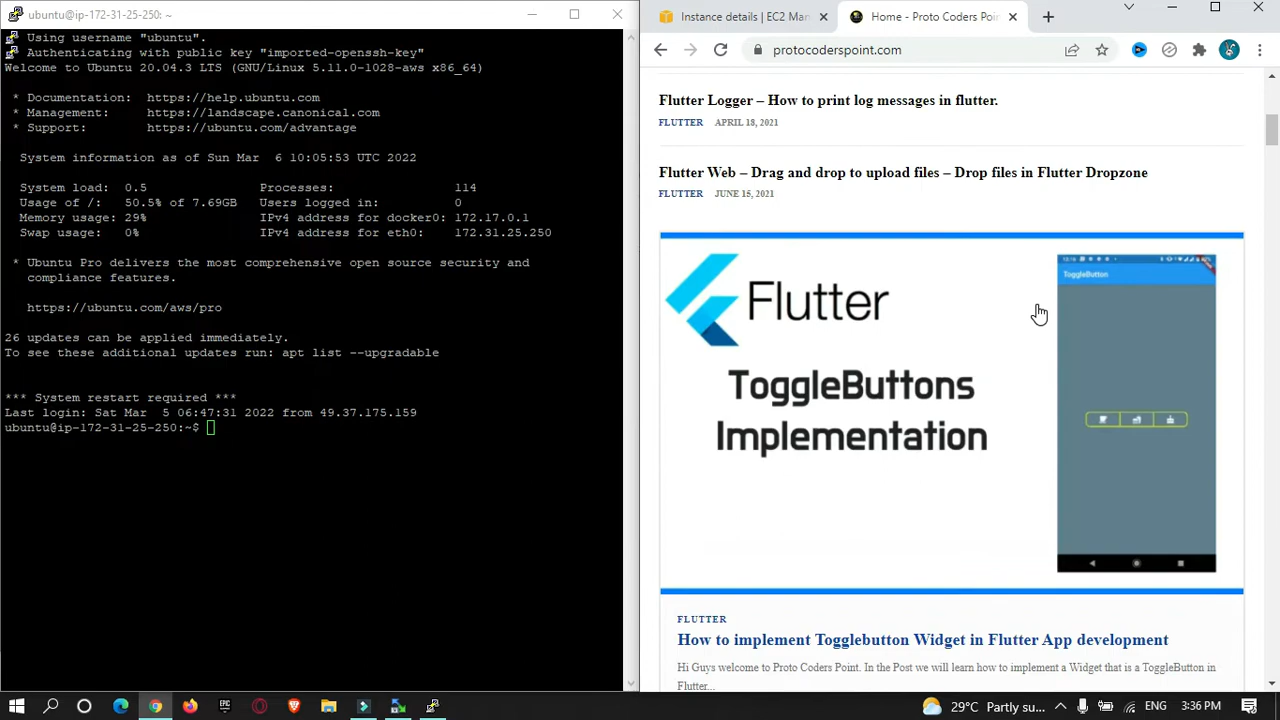 ubuntu@ip-172-31-25-250: ~
Using username "ubuntu".
Authenticating with public key "imported-openssh-key"
Welcome to Ubuntu 20.04.3 LTS (GNU/Linux 5.11.0-1028-aws x86_64)
* Documentation: https://help.ubuntu.com
* Management: https://landscape.canonical.com
* Support: https://ubuntu.com/advantage
System information as of Sun Mar 6 10:05:53 UTC 2022
System load: 0.5 Processes: 114
Usage of /: 50.5% of 7.69GB Users logged in: 0
Memory usage: 29% IPv4 address for docker0: 172.17.0.1
Swap usage: 0% IPv4 address for eth0: 172.31.25.250
* Ubuntu Pro delivers the most comprehensive open source security and
compliance features.
https://ubuntu.com/aws/pro
26 updates can be applied immediately.
To see these additional updates run: apt list --upgradable
*** System restart required ***
Last login: Sat Mar 5 06:47:31 2022 from 49.37.175.159
ubuntu@ip-172-31-25-250:~$
Instance details | EC2 Man
Home - Proto Coders Poin
protocoderspoint.com
Flutter Logger – How to print log messages in flutter.
FLUTTER APRIL 18, 2021
Flutter Web – Drag and drop to upload files – Drop files in Flutter Dropzone
FLUTTER JUNE 15, 2021
Flutter
ToggleButtons
Implementation
ToggleButton
FLUTTER
How to implement Togglebutton Widget in Flutter App development
Hi Guys welcome to Proto Coders Point. In the Post we will learn how to implement a Widget that is a ToggleButton in
Flutter...
29°C Partly su... 3:36 PM